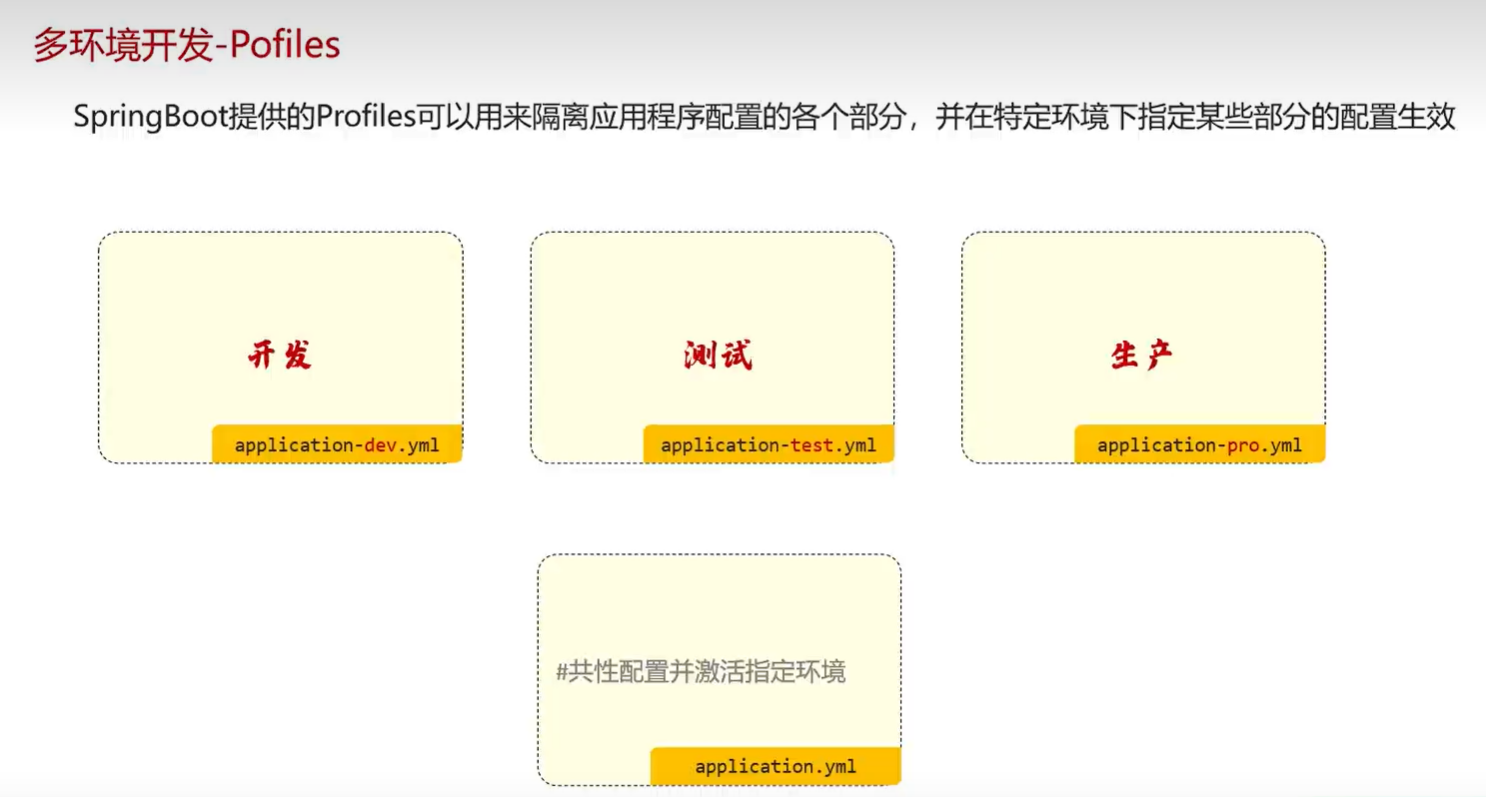 多环境开发-Pofiles
SpringBoot提供的Profiles可以用来隔离应用程序配置的各个部分，并在特定环境下指定某些部分的配置生效
开发
application-dev.yml
测试
application-test.yml
生产
application-pro.yml
#共性配置并激活指定环境
application.yml